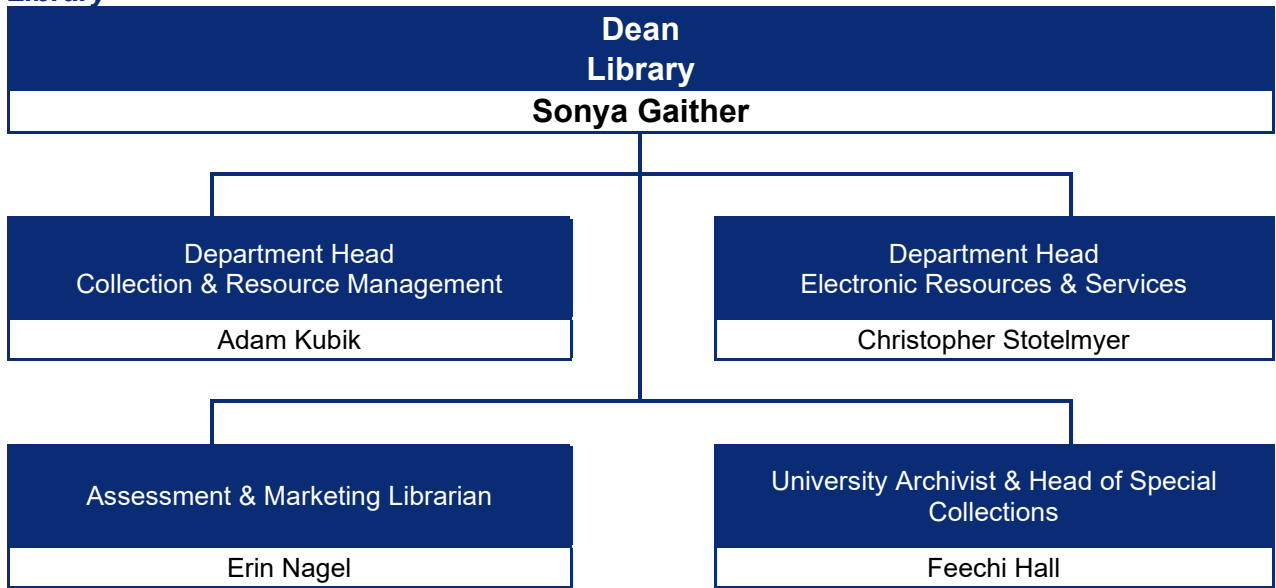 Library
Dean
Library
Sonya Gaither
Department Head
Collection & Resource Management
Adam Kubik
Department Head
Electronic Resources & Services
Christopher Stotelmyer
Assessment & Marketing Librarian
Erin Nagel
University Archivist & Head of Special
Collections
Feechi Hall